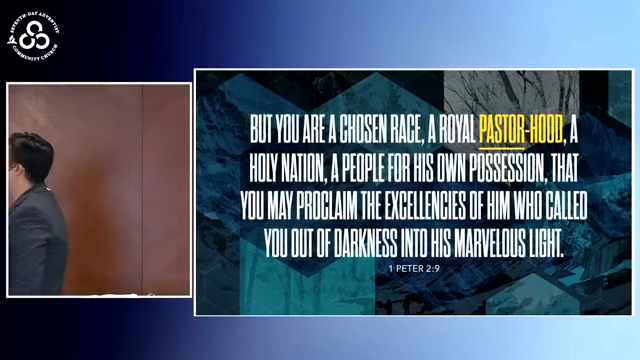 SEVENTH-DAY ADVENTIST
COMMUNITY CHURCH
BUT YOU ARE A CHOSEN RACE, A ROYAL PASTOR-HOOD, A
HOLY NATION, A PEOPLE FOR HIS OWN POSSESSION, THAT
YOU MAY PROCLAIM THE EXCELLENCIES OF HIM WHO CALLED
YOU OUT OF DARKNESS INTO HIS MARVELOUS LIGHT.
1 PETER 2:9